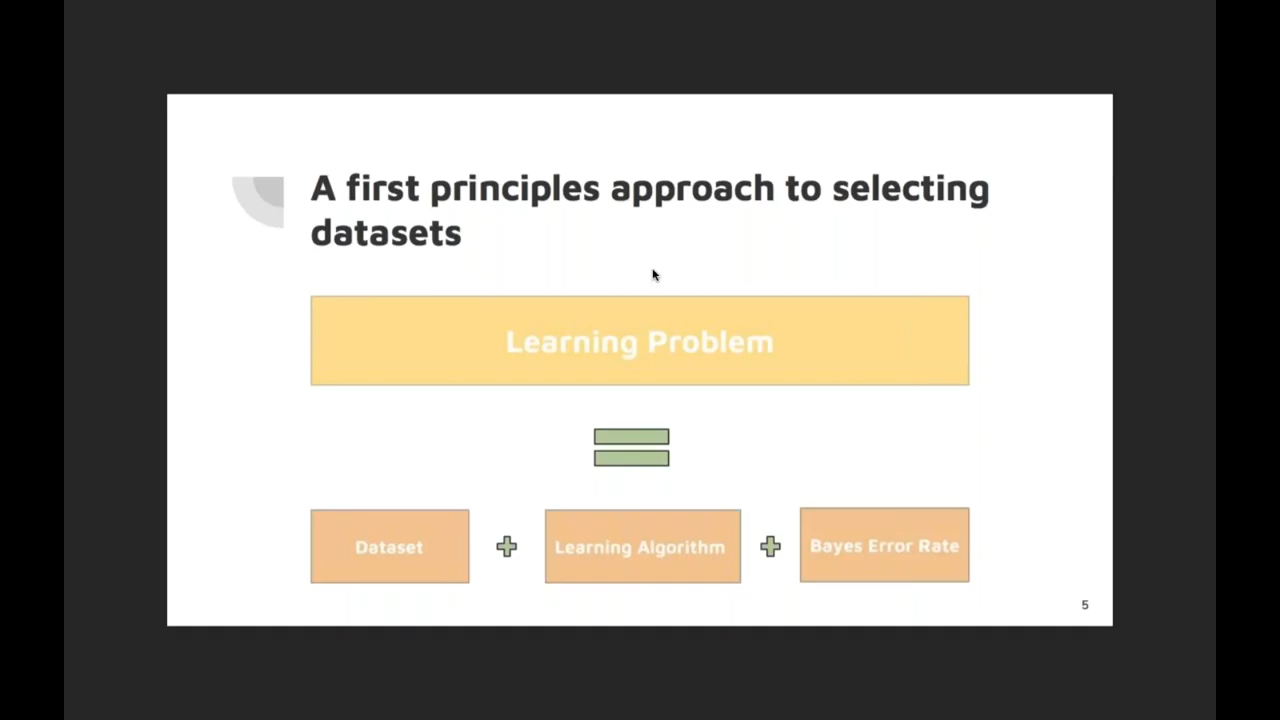 A first principles approach to selecting
datasets
Learning Problem
Dataset
Learning Algorithm
Bayes Error Rate
5